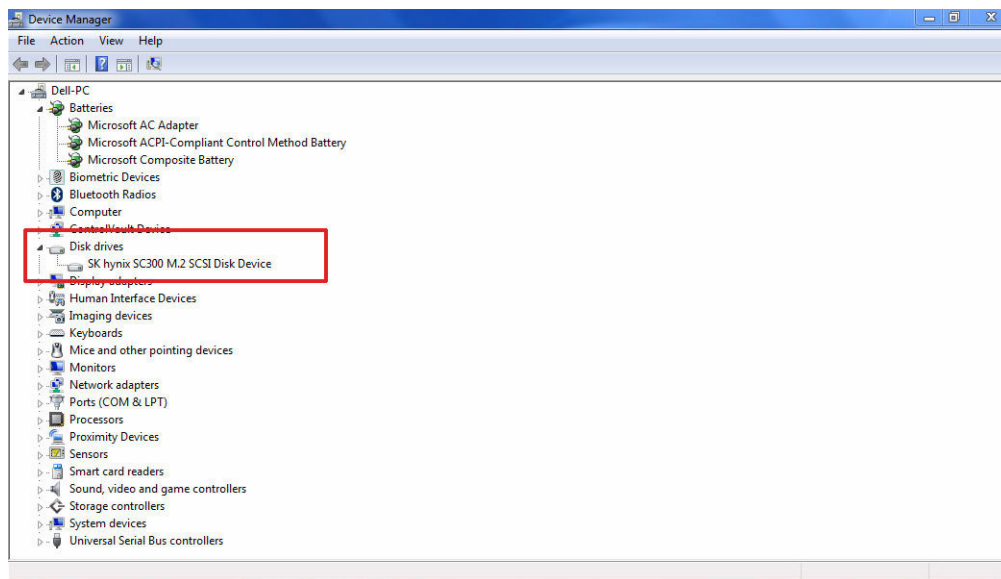 Device Manager
File Action View Help
Dell-PC
Batteries
Microsoft AC Adapter
Microsoft ACPI-Compliant Control Method Battery
Microsoft Composite Battery
Biometric Devices
Bluetooth Radios
Computer
ControlVault Device
Disk drives
SK hynix SC300 M.2 SCSI Disk Device
Display adapters
Human Interface Devices
Imaging devices
Keyboards
Mice and other pointing devices
Monitors
Network adapters
Ports (COM & LPT)
Processors
Proximity Devices
Sensors
Smart card readers
Sound, video and game controllers
Storage controllers
System devices
Universal Serial Bus controllers